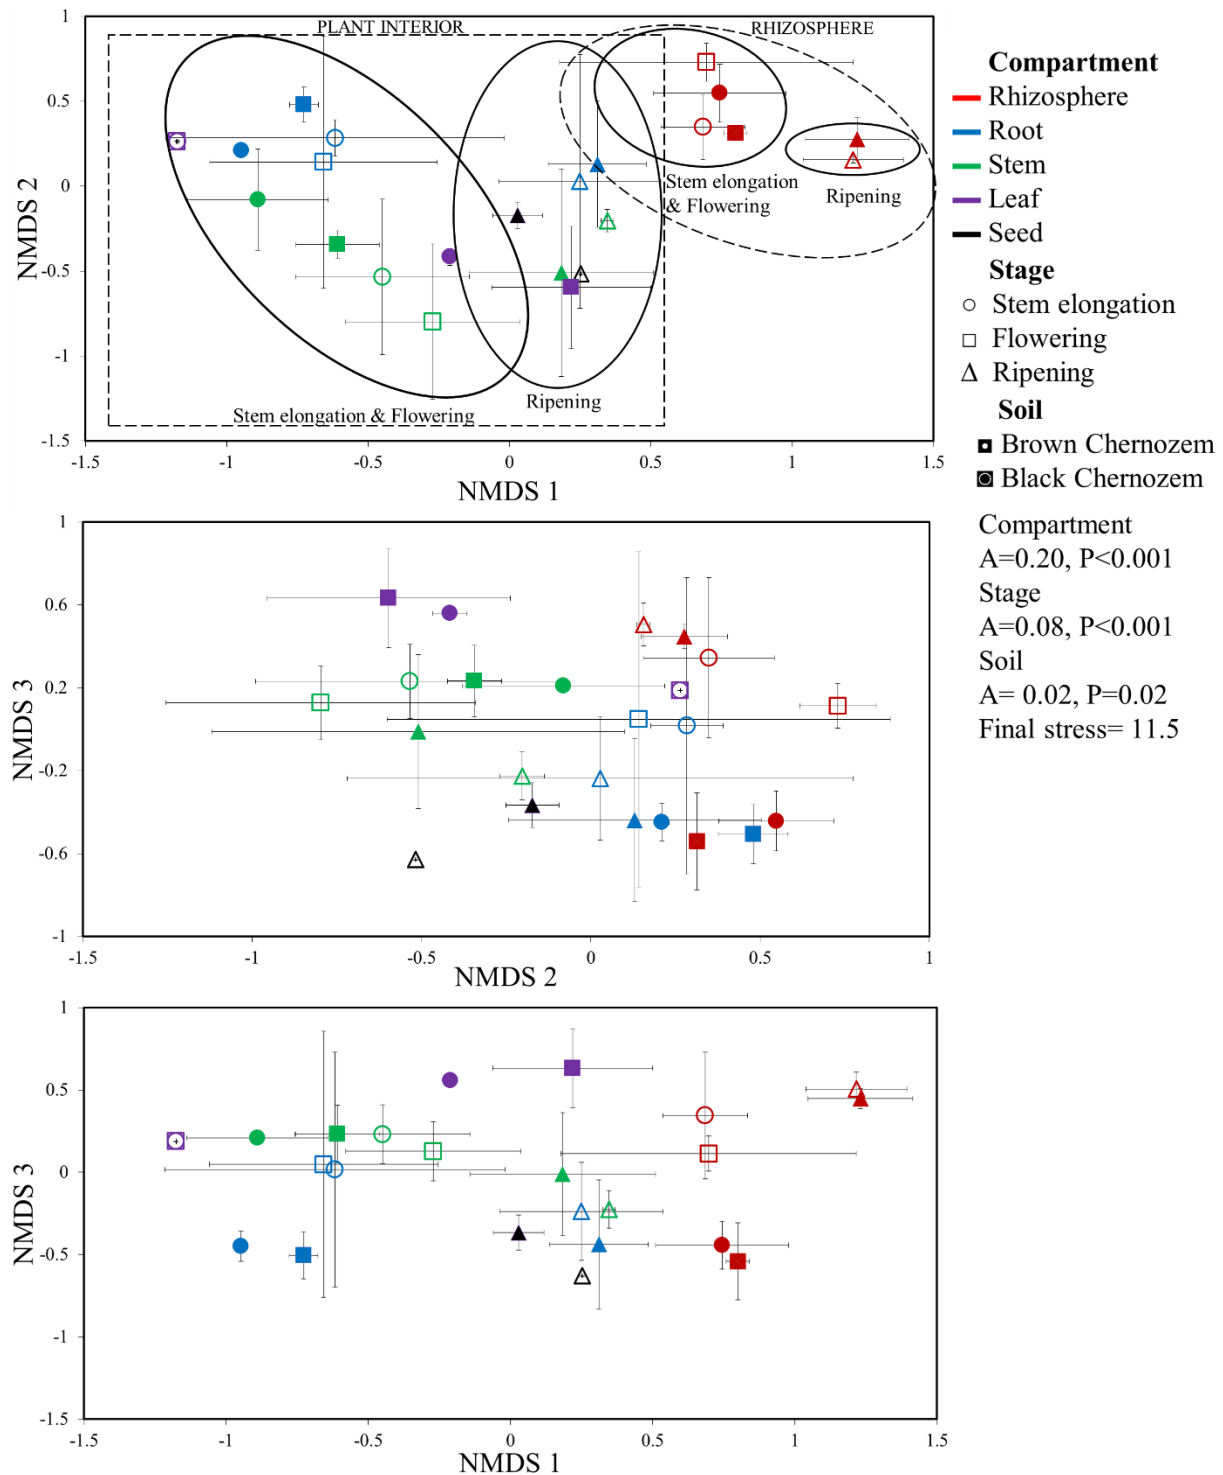 1
0.5
0
-0.5
-1
-1.5
NMDS 2
PLANT INTERIOR
RHIZOSPHERE
Stem elongation
& Flowering
Ripening
Stem elongation & Flowering
Ripening
-1.5
-1
-0.5
0
0.5
1
1.5
NMDS 1
Compartment
Rhizosphere
Root
Stem
Leaf
Seed
Stage
Stem elongation
Flowering
Ripening
Soil
Brown Chernozem
Black Chernozem
Compartment
A=0.20, P<0.001
Stage
A=0.08, P<0.001
Soil
A= 0.02, P=0.02
Final stress= 11.5
1
0.6
0.2
-0.2
-0.6
-1
NMDS 3
-1.5
-1
-0.5
0
0.5
1
NMDS 2
1
0.5
0
-0.5
-1
-1.5
NMDS 3
-1.5
-1
-0.5
0
0.5
1
1.5
NMDS 1